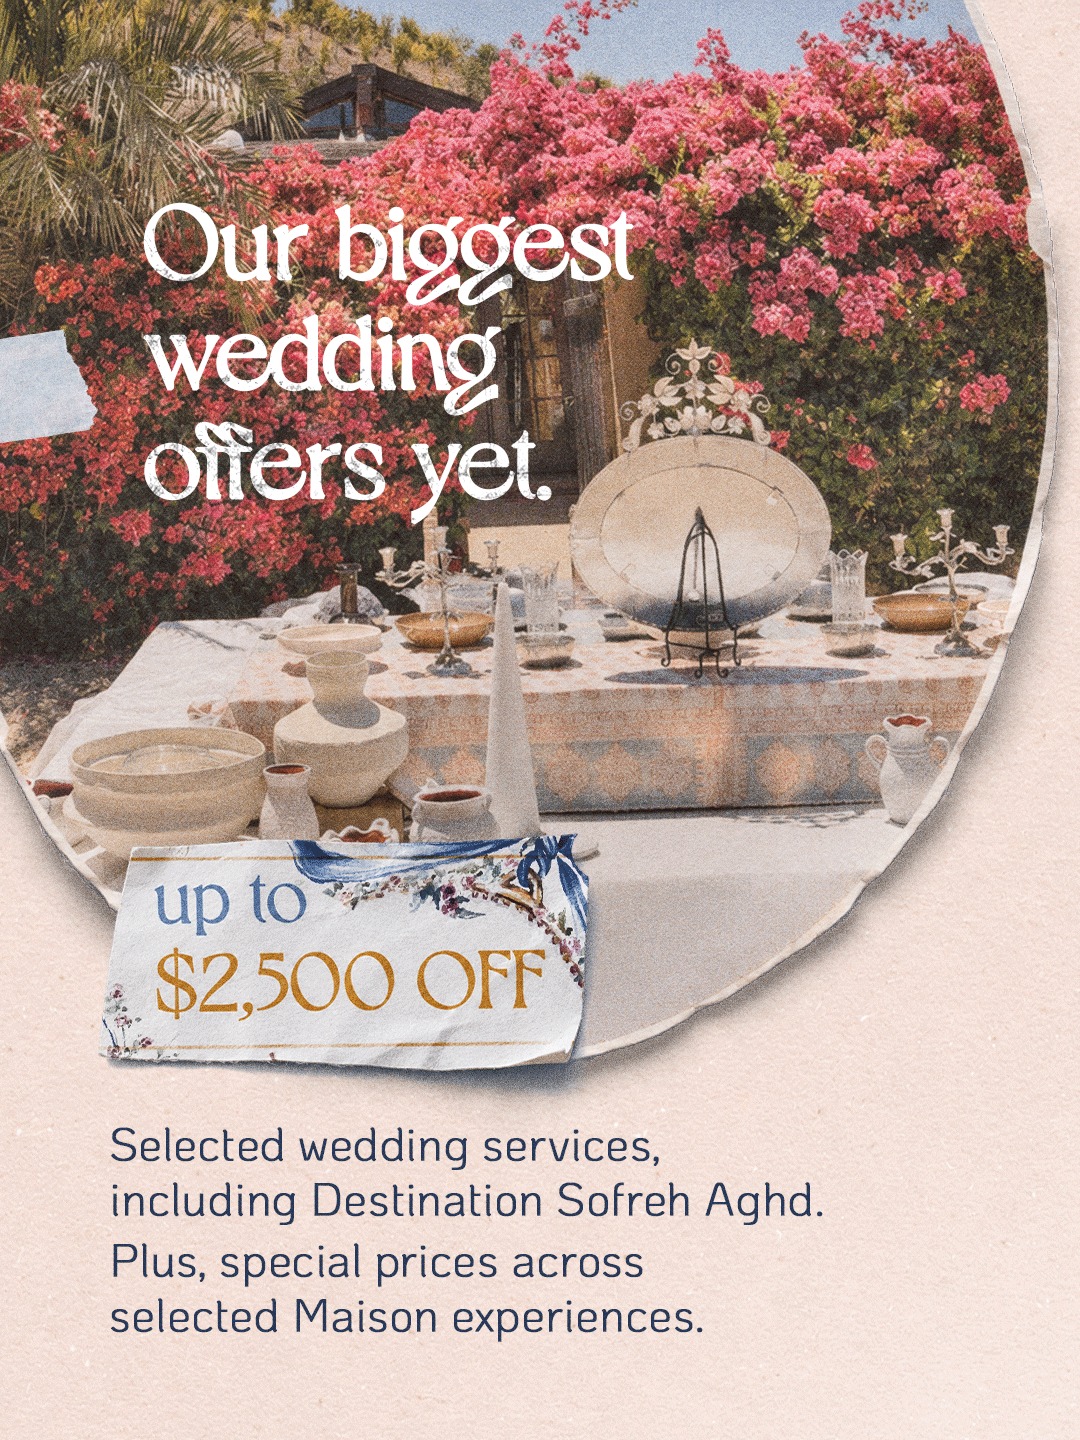 Our biggest
wedding
offers yet.
up to
$2,500 OFF
Selected wedding services,
including Destination Sofreh Aghd.
Plus, special prices across
selected Maison experiences.